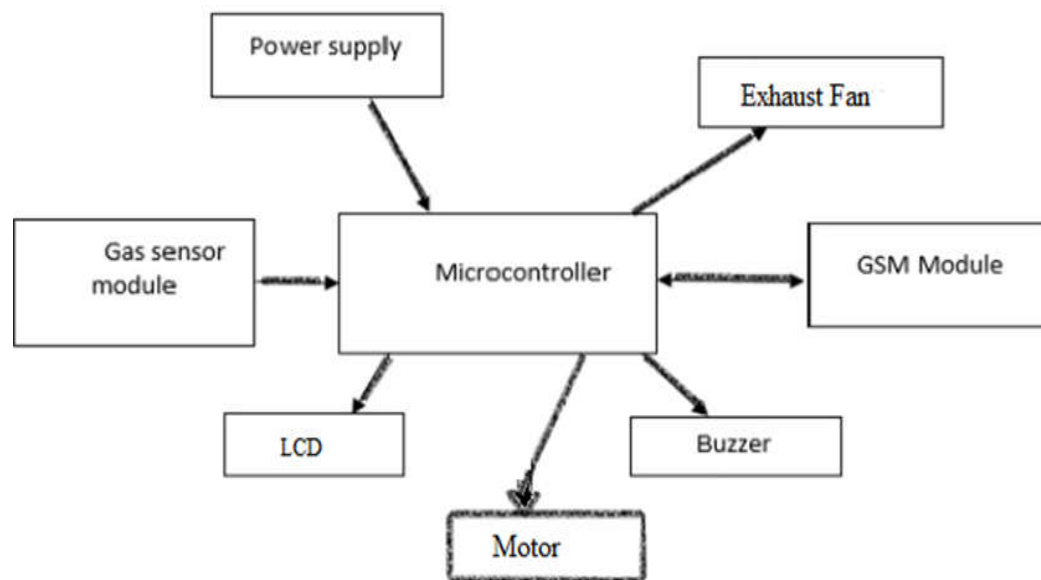 Power supply
Exhaust Fan
Gas sensor
module
Microcontroller
GSM Module
LCD
Buzzer
Motor